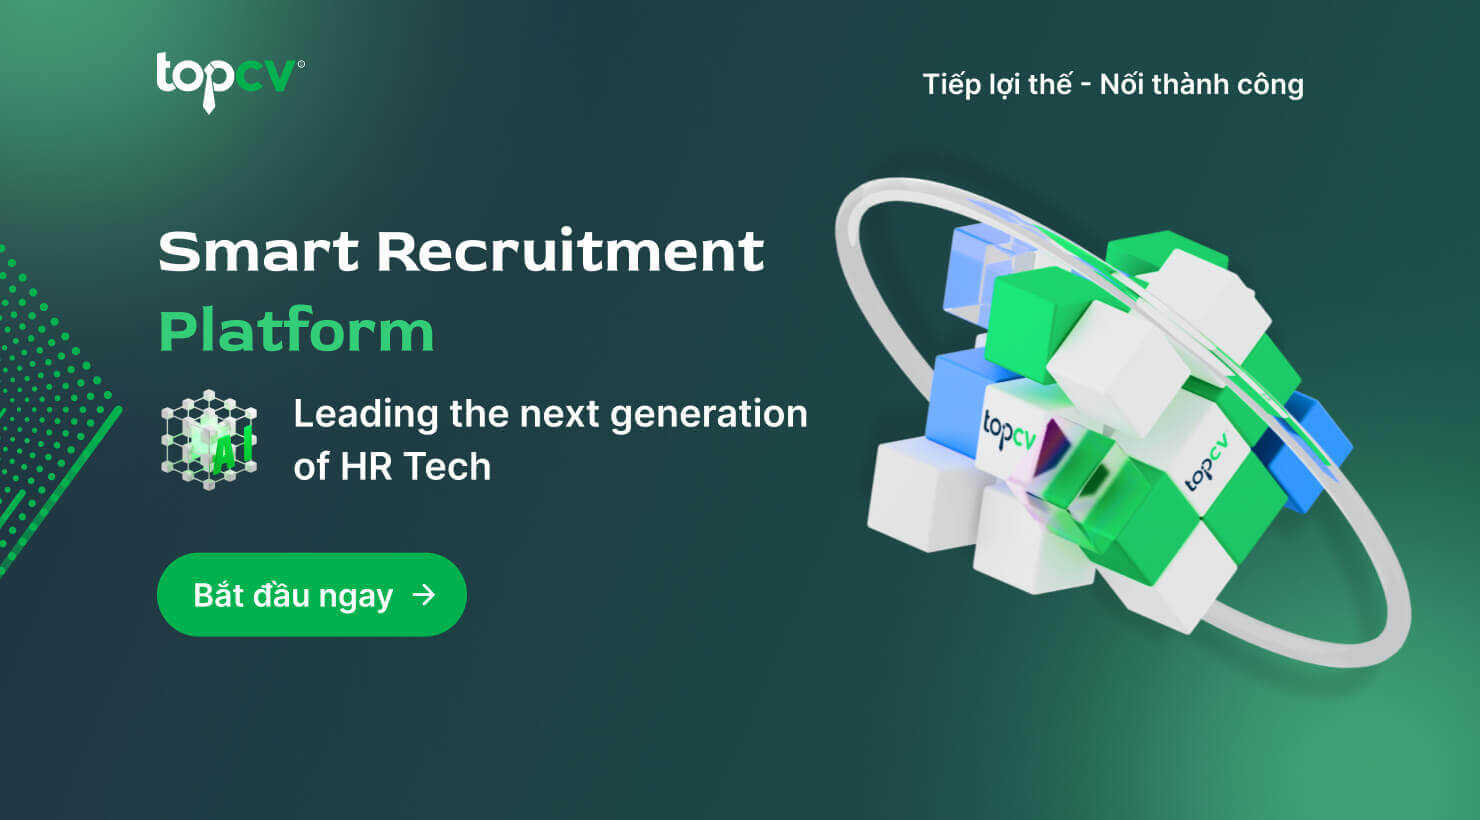 topcv
Tiếp lợi thế - Nối thành công
Smart Recruitment
Platform
AI
Leading the next generation
of HR Tech
Bắt đầu ngay
topcv
topcv